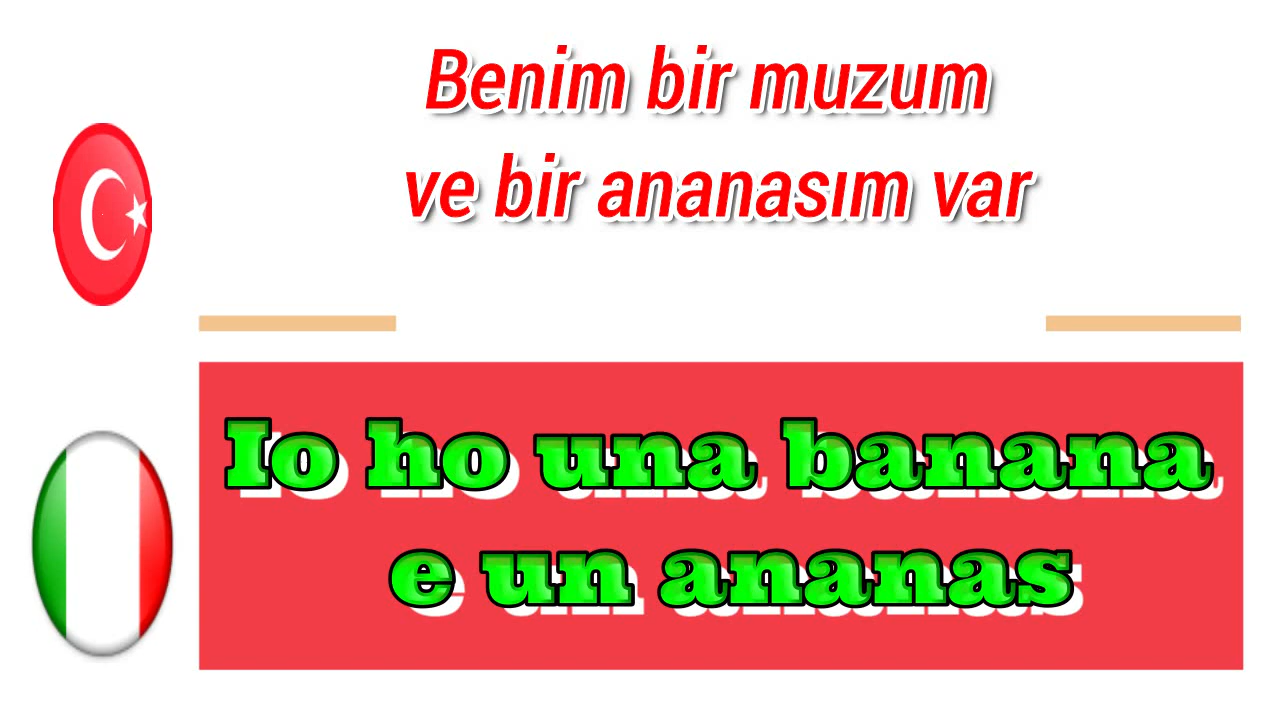 Benim bir muzum
ve bir ananasım var
Io ho una banana
e un ananas